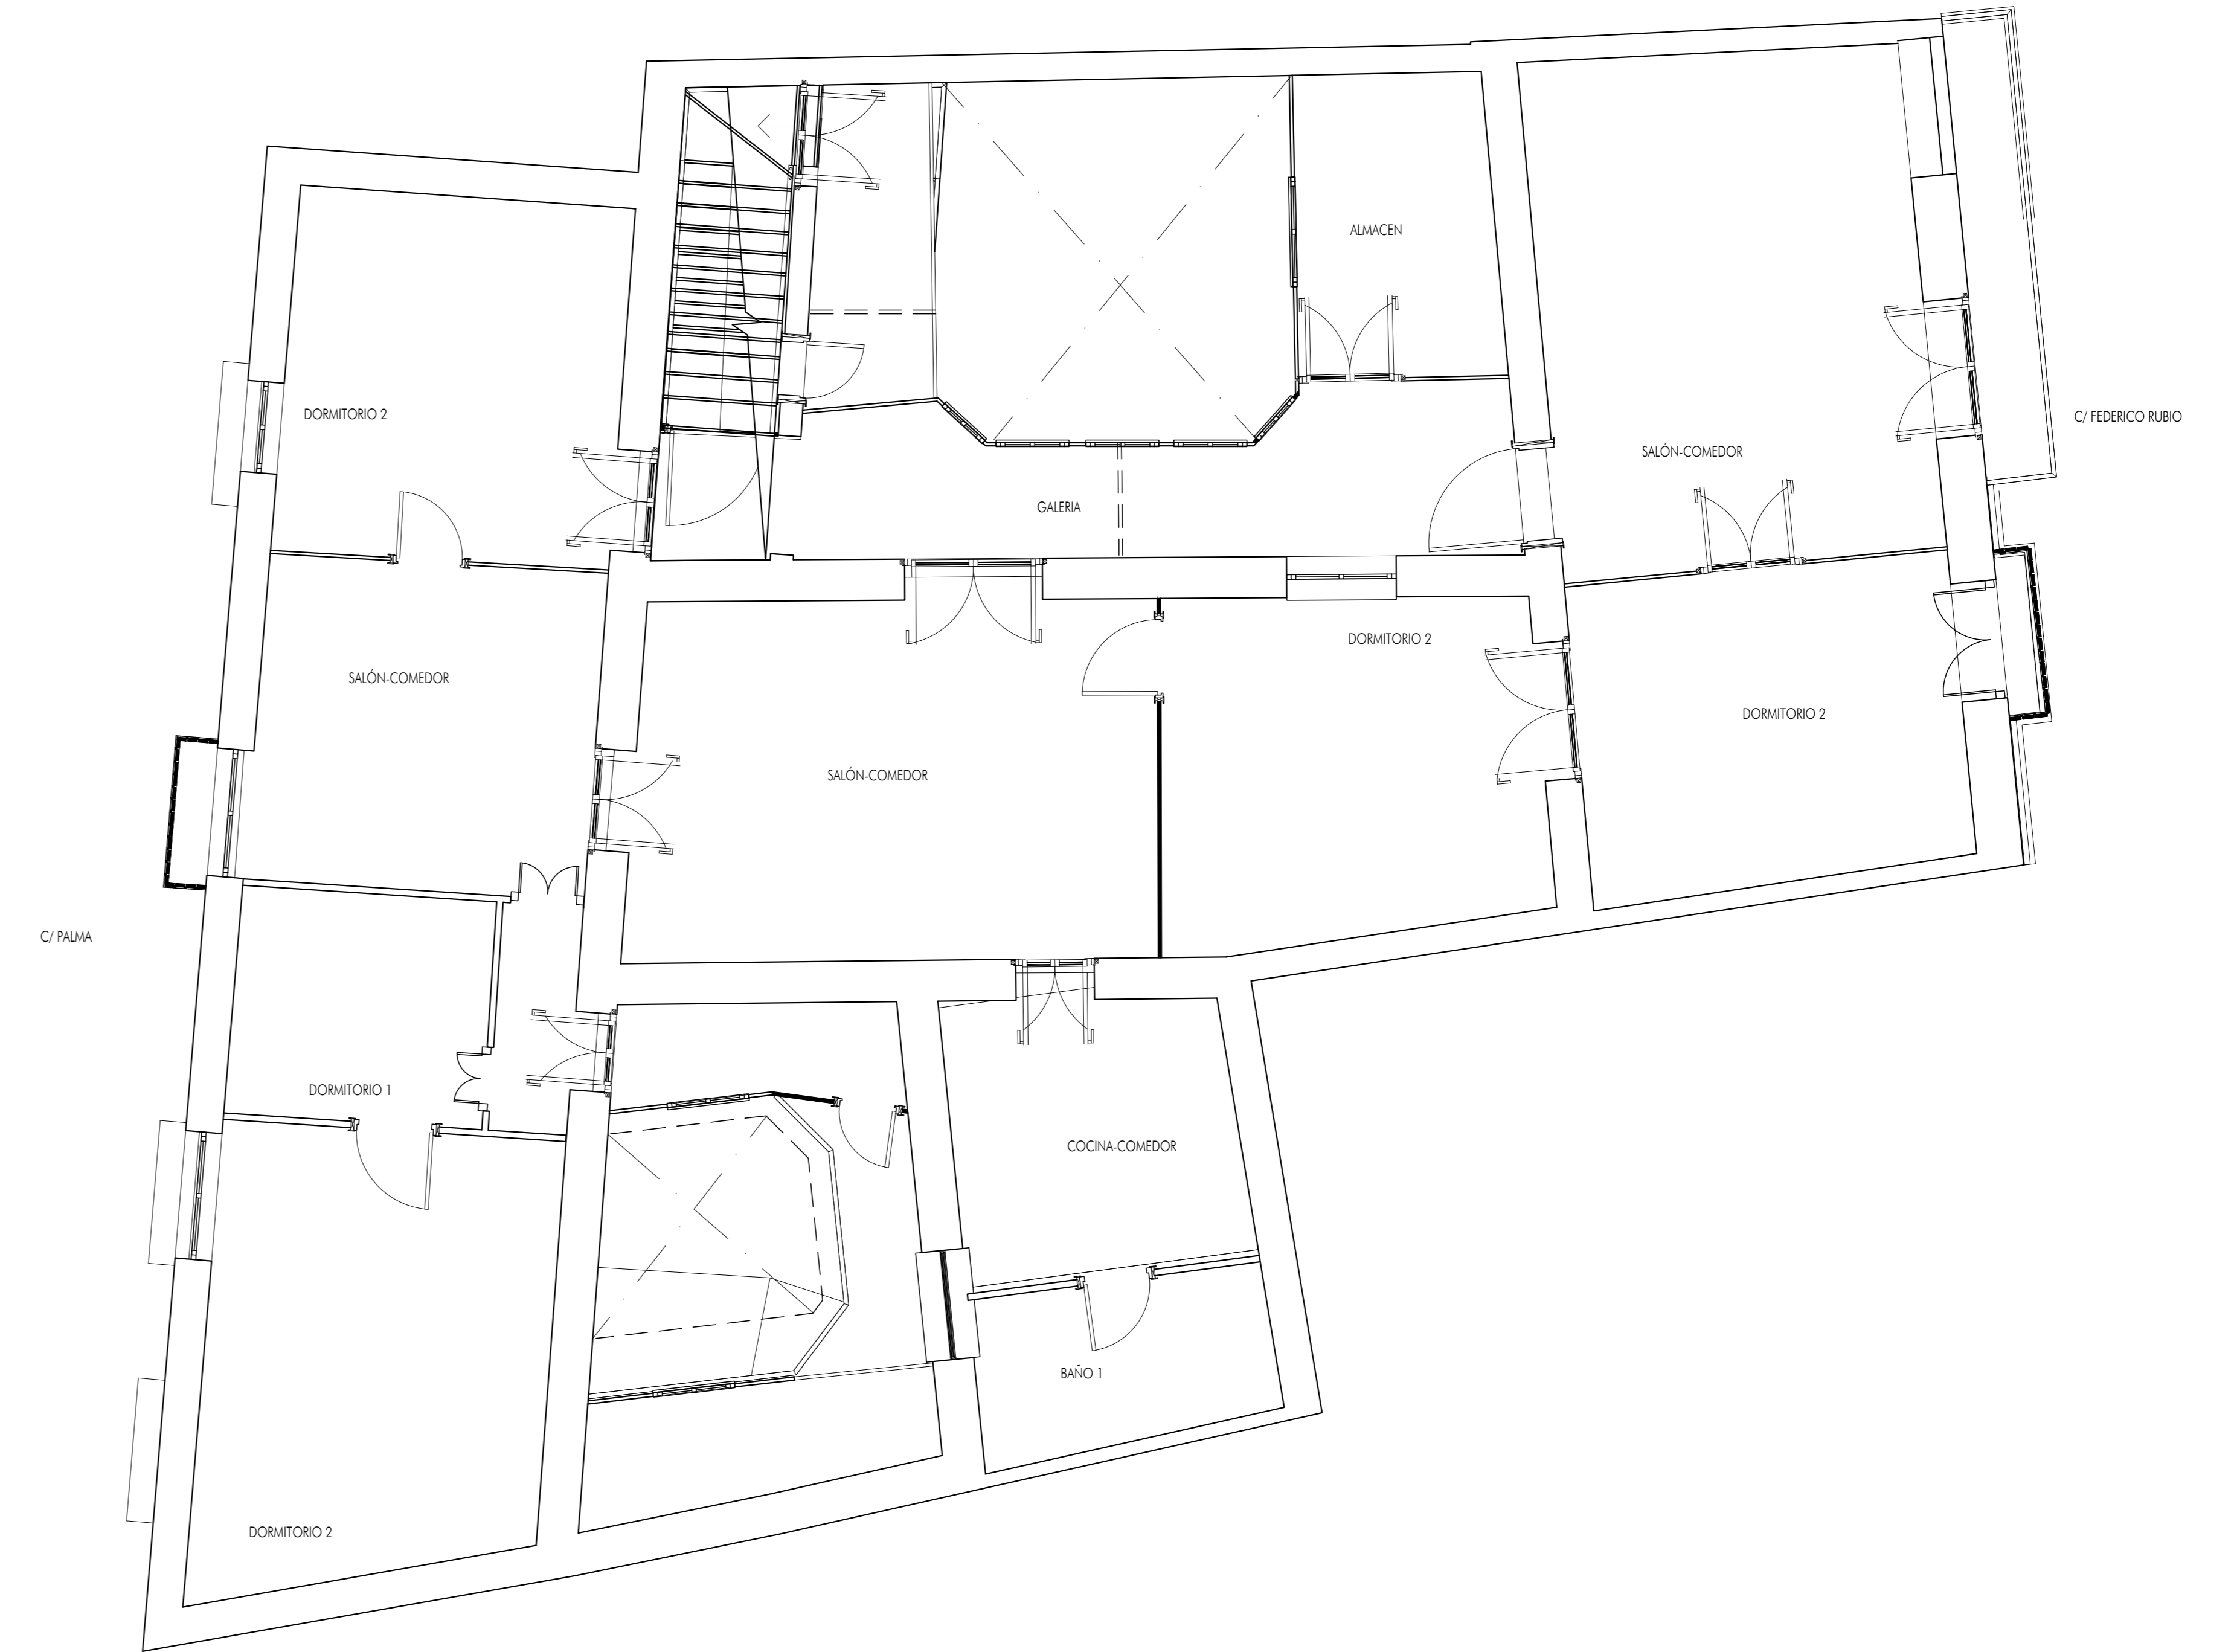 ALMACEN
DORMITORIO 2
C/ FEDERICO RUBIO
SALÓN-COMEDOR
GALERIA
DORMITORIO 2
SALÓN-COMEDOR
DORMITORIO 2
SALÓN-COMEDOR
C/ PALMA
DORMITORIO 1
COCINA-COMEDOR
BAÑO 1
DORMITORIO 2